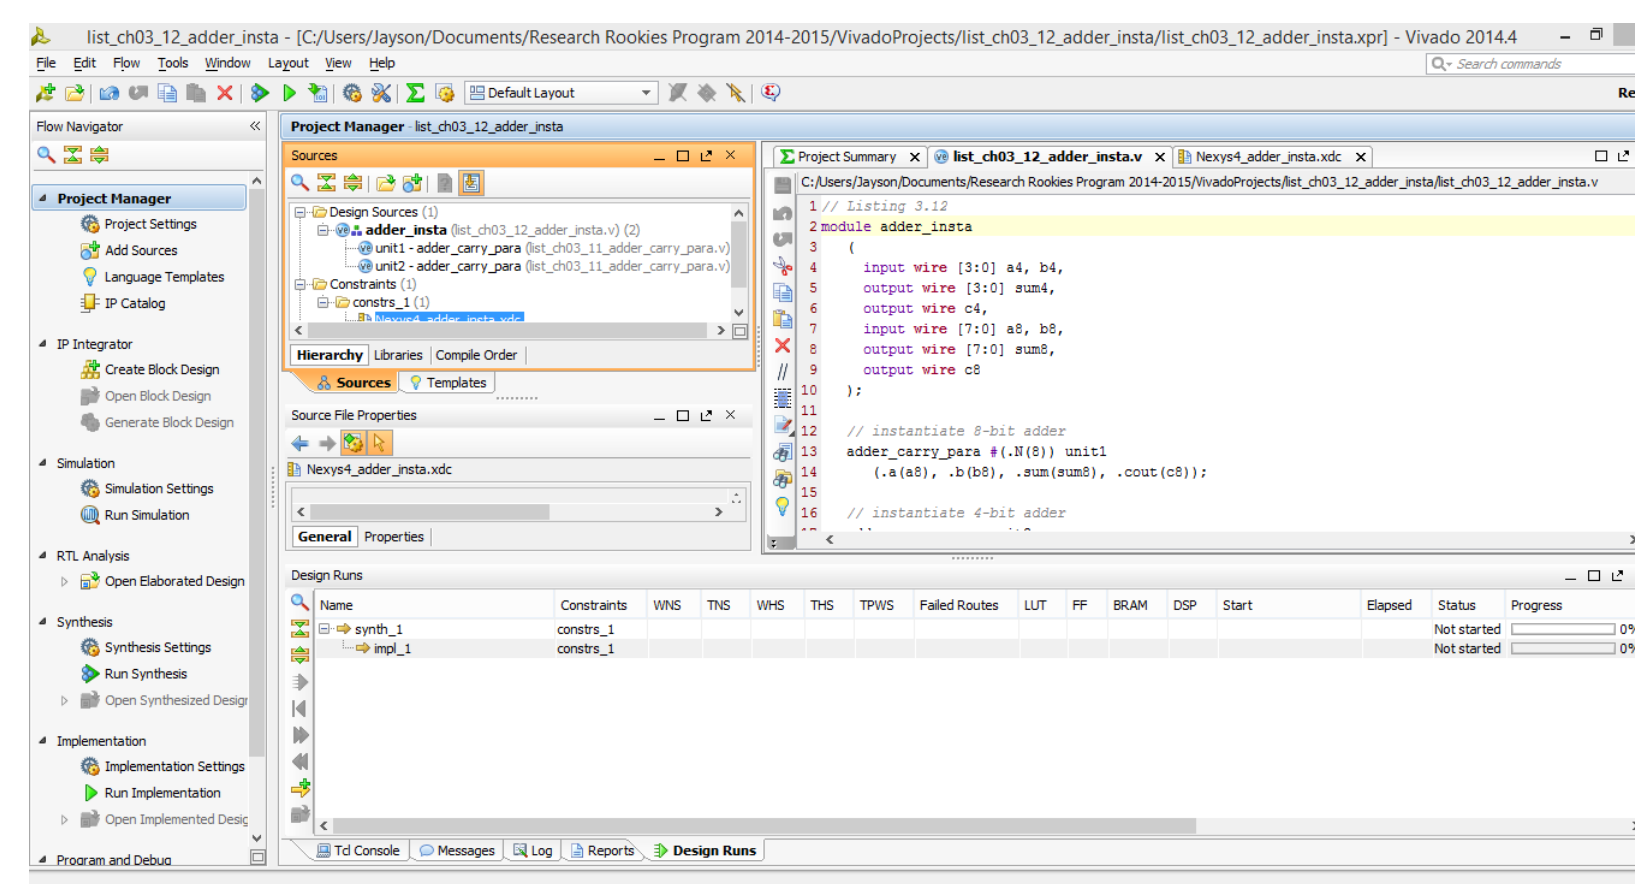 list_ch03_12_adder_insta - [C:/Users/Jayson/Documents/Research Rookies Program 2014-2015/VivadoProjects/list_ch03_12_adder_insta/list_ch03_12_adder_insta.xpr] - Vivado 2014.4
File Edit Flow Tools Window Layout View Help
Search commands
Default Layout
Re
Flow Navigator
Project Manager
Project Settings
Add Sources
Language Templates
IP Catalog
IP Integrator
Create Block Design
Open Block Design
Generate Block Design
Simulation
Simulation Settings
Run Simulation
RTL Analysis
Open Elaborated Design
Synthesis
Synthesis Settings
Run Synthesis
Open Synthesized Desigr
Implementation
Implementation Settings
Run Implementation
Open Implemented Desig
Program and Debug
Project Manager - list_ch03_12_adder_insta
Sources
Design Sources (1)
adder_insta (list_ch03_12_adder_insta.v) (2)
unit1 - adder_carry_para (list_ch03_11_adder_carry_para.v)
unit2 - adder_carry_para (list_ch03_11_adder_carry_para.v)
Constraints (1)
constrs_1 (1)
Nexys4_adder_insta.xdc
Hierarchy Libraries Compile Order
Sources Templates
Source File Properties
Nexys4_adder_insta.xdc
General Properties
Project Summary list_ch03_12_adder_insta.v Nexys4_adder_insta.xdc
C:/Users/Jayson/Documents/Research Rookies Program 2014-2015/VivadoProjects/list_ch03_12_adder_insta/list_ch03_12_adder_insta.v
1 // Listing 3.12
2 module adder_insta
3 (
4 input wire [3:0] a4, b4,
5 output wire [3:0] sum4,
6 output wire c4,
7 input wire [7:0] a8, b8,
8 output wire [7:0] sum8,
9 output wire c8
10 );
11
12 // instantiate 8-bit adder
13 adder_carry_para #(.N(8)) unit1
14 (.a(a8), .b(b8), .sum(sum8), .cout(c8));
15
16 // instantiate 4-bit adder
Design Runs
Name Constraints WNS TNS WHS THS TPWS Failed Routes LUT FF BRAM DSP Start Elapsed Status Progress
synth_1 constrs_1 Not started 0%
impl_1 constrs_1 Not started 0%
Tcl Console Messages Log Reports Design Runs